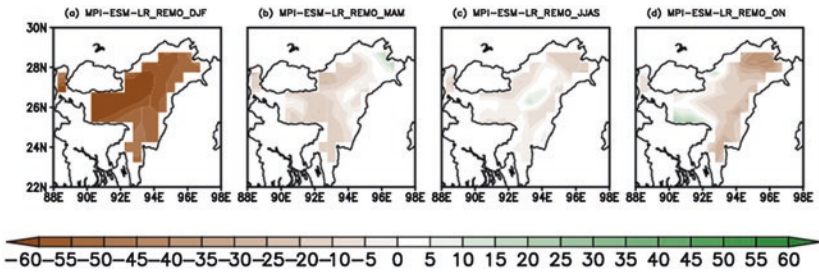 (a) MPI-ESM-LR_REMO_DJF (b) MPI-ESM-LR_REMO_MAM (c) MPI-ESM-LR_REMO_JJAS (d) MPI-ESM-LR_REMO_ON
30N
28N
26N
24N
22N
88E 90E 92E 94E 96E 98E 88E 90E 92E 94E 96E 98E 88E 90E 92E 94E 96E 98E 88E 90E 92E 94E 96E 98E
−60−55−50−45−40−35−30−25−20−15−10 −5 0 5 10 15 20 25 30 35 40 45 50 55 60